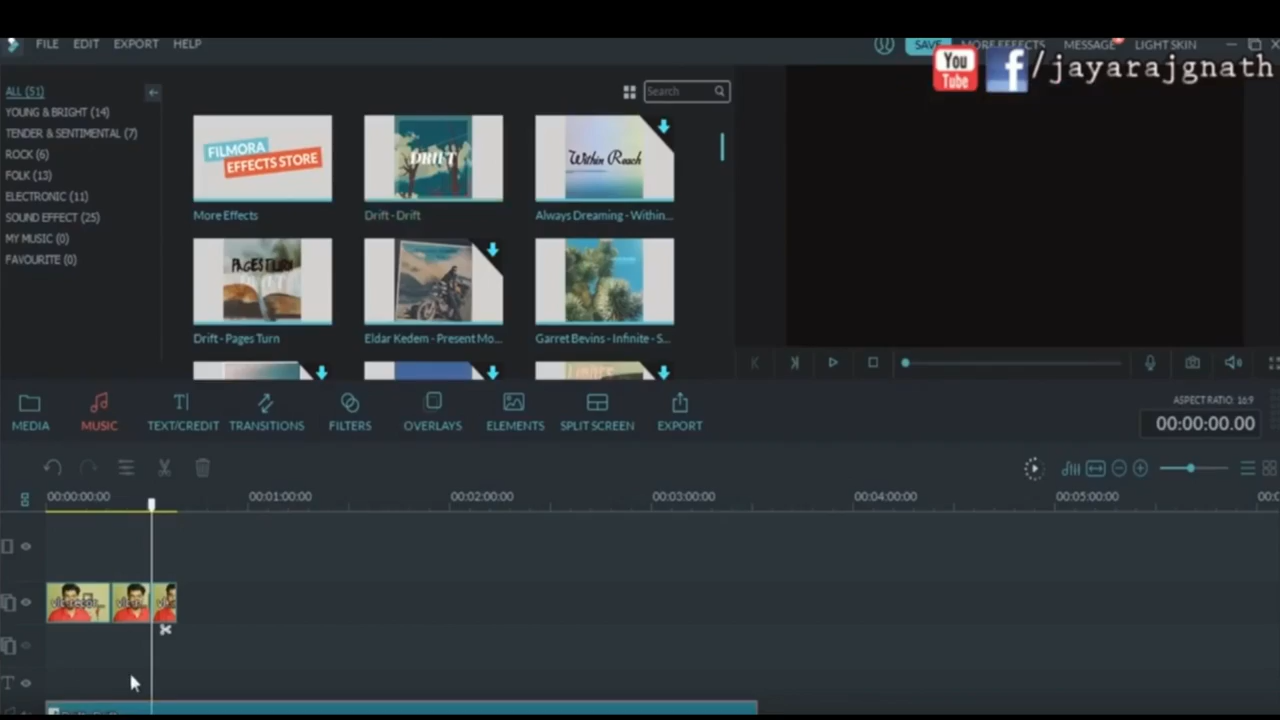 FILE EDIT EXPORT HELP
SAVE MORE EFFECTS MESSAGE LIGHT SKIN
You Tube f/jayarajgnath
ALL (51)
YOUNG & BRIGHT (14)
TENDER & SENTIMENTAL (7)
ROCK (6)
FOLK (13)
ELECTRONIC (11)
SOUND EFFECT (25)
MY MUSIC (0)
FAVOURITE (0)
Search
FILMORA
EFFECTS STORE
DRIFT
Within Reach
More Effects
Drift - Drift
Always Dreaming - Within...
PAGES TURN
Drift - Pages Turn
Eldar Kedem - Present Mo...
Garret Bevins - Infinite - S...
MEDIA MUSIC TEXT/CREDIT TRANSITIONS FILTERS OVERLAYS ELEMENTS SPLIT SCREEN EXPORT
ASPECT RATIO: 16:9
00:00:00.00
00:00:00:00 00:01:00:00 00:02:00:00 00:03:00:00 00:04:00:00 00:05:00:00